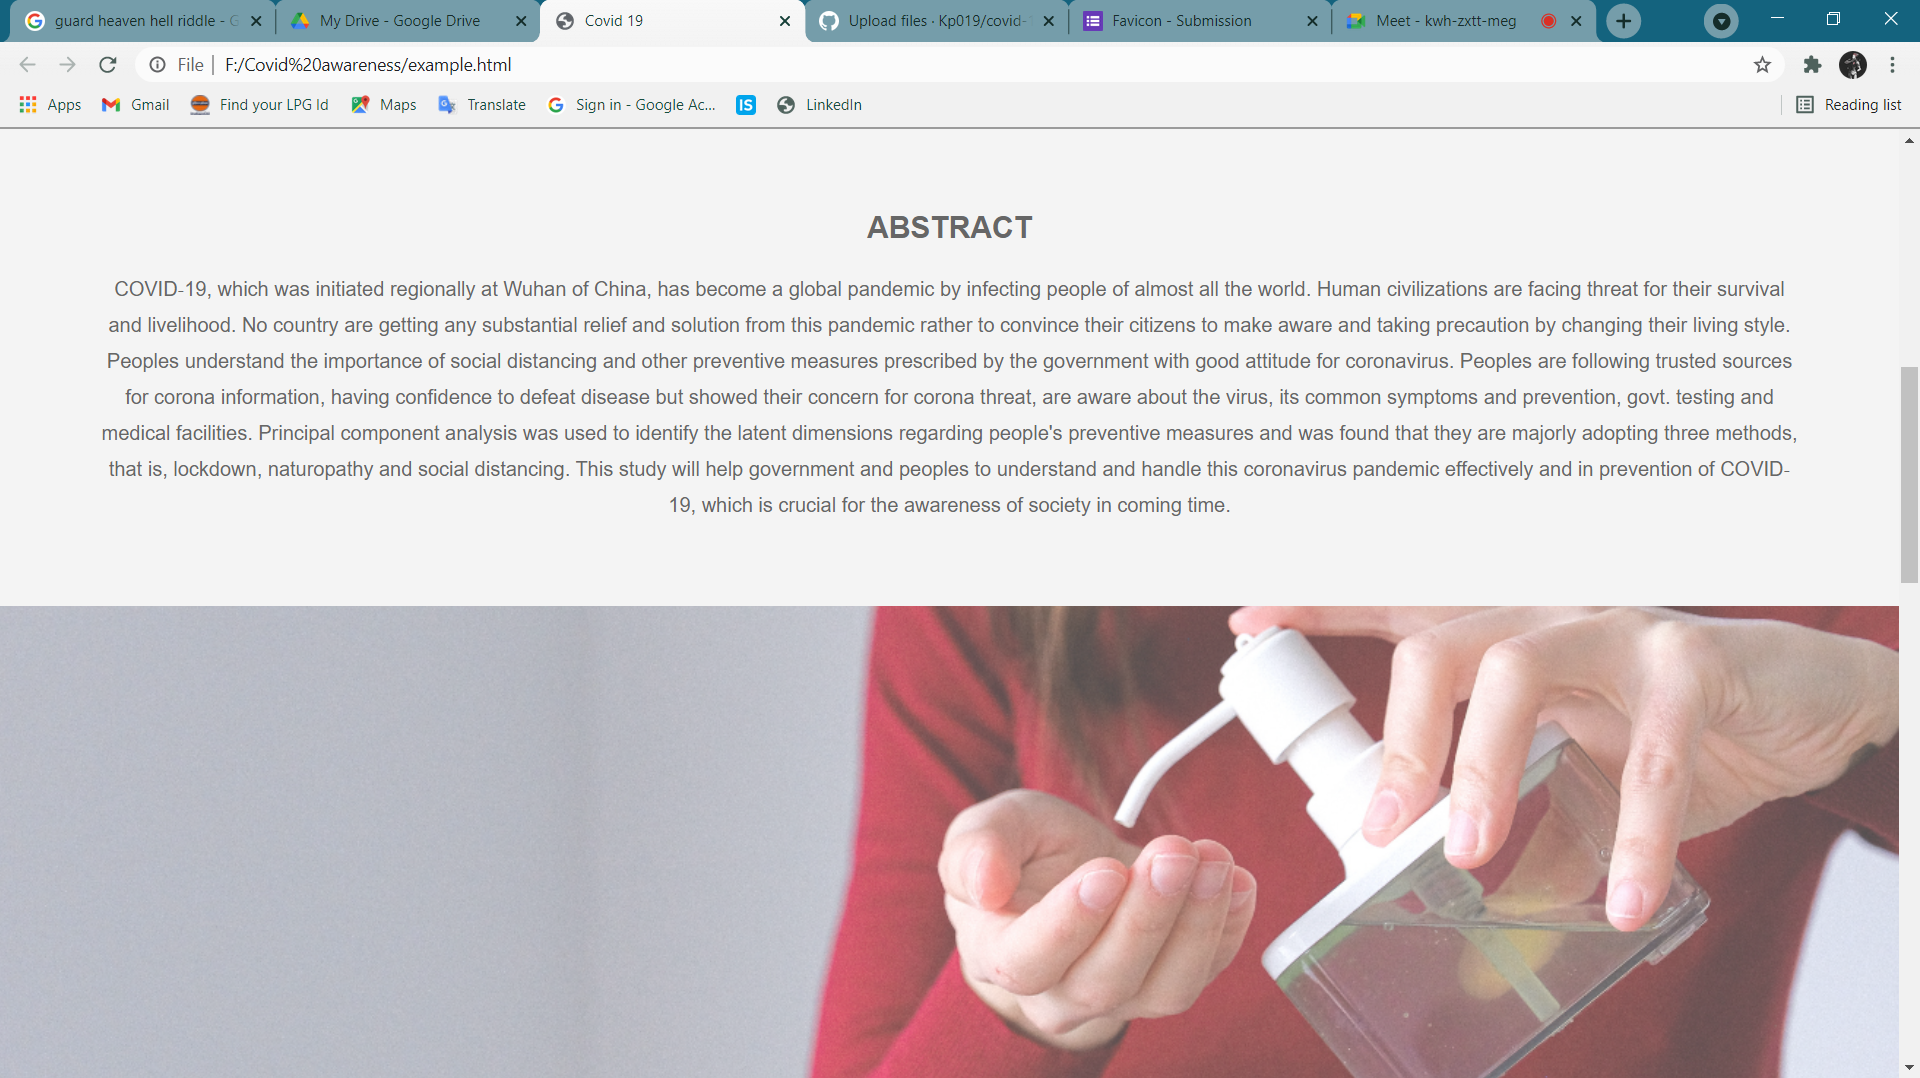 guard heaven hell riddle - G
My Drive - Google Drive
Covid 19
Upload files · Kp019/covid-
Favicon - Submission
Meet - kwh-zxtt-meg
File | F:/Covid%20awareness/example.html
Apps Gmail Find your LPG Id Maps Translate Sign in - Google Ac... IS LinkedIn Reading list
ABSTRACT
COVID-19, which was initiated regionally at Wuhan of China, has become a global pandemic by infecting people of almost all the world. Human civilizations are facing threat for their survival
and livelihood. No country are getting any substantial relief and solution from this pandemic rather to convince their citizens to make aware and taking precaution by changing their living style.
Peoples understand the importance of social distancing and other preventive measures prescribed by the government with good attitude for coronavirus. Peoples are following trusted sources
for corona information, having confidence to defeat disease but showed their concern for corona threat, are aware about the virus, its common symptoms and prevention, govt. testing and
medical facilities. Principal component analysis was used to identify the latent dimensions regarding people's preventive measures and was found that they are majorly adopting three methods,
that is, lockdown, naturopathy and social distancing. This study will help government and peoples to understand and handle this coronavirus pandemic effectively and in prevention of COVID-
19, which is crucial for the awareness of society in coming time.